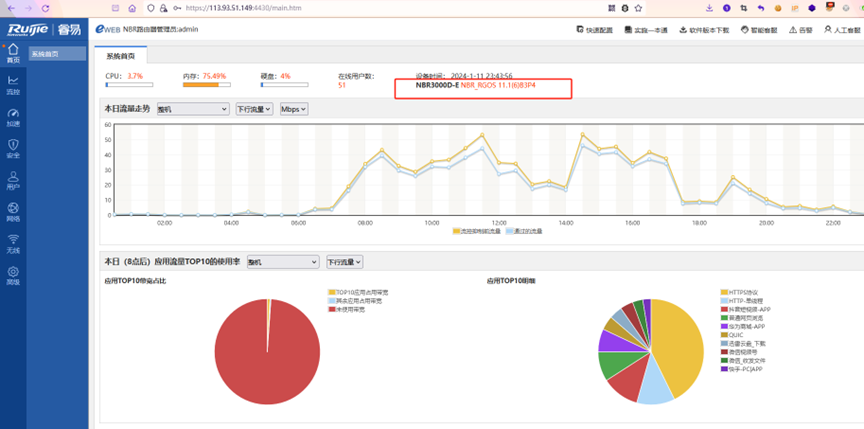 https://113.93.51.149:4430/main.htm
Ruijie | 睿易
eWEB NBR路由器管理员:admin
快速配置 实施一本通 软件版本下载 智能客服 告警 人工客服
首页
系统首页
流控
加速
安全
用户
网络
无线
高级
系统首页
CPU: 3.7% 内存: 75.49% 硬盘: 4% 在线用户数: 设备时间: 2024-1-11 23:43:56
51 NBR3000D-E NBR_RGOS 11.1(6)B3P4
本日流量走势 整机 下行流量 Mbps
60
50
40
30
20
10
0
02:00 04:00 06:00 08:00 10:00 12:00 14:00 16:00 18:00 20:00 22:00
流控抑制前流量 通过的流量
本日（8点后）应用流量TOP10的使用率 整机 下行流量
应用TOP10带宽占比
TOP10应用占用带宽
其余应用占用带宽
未使用带宽
应用TOP10明细
HTTPS协议
HTTP-易混程
抖音短视频-APP
普通网页浏览
华为商城-APP
QUIC
迅雷云盘_下载
微信视频号
微信_收发文件
快手-PC|APP